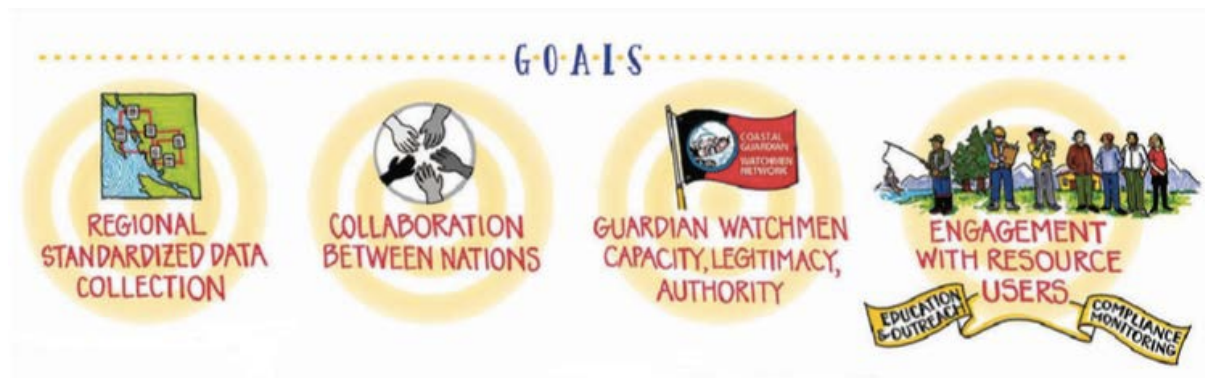 GOALS
REGIONAL
STANDARDIZED DATA
COLLECTION
COLLABORATION
BETWEEN NATIONS
COASTAL
GUARDIAN
WATCHMEN
NETWORK
GUARDIAN WATCHMEN
CAPACITY, LEGITIMACY,
AUTHORITY
ENGAGEMENT
WITH RESOURCE
USERS
EDUCATION
& OUTREACH
COMPLIANCE
MONITORING